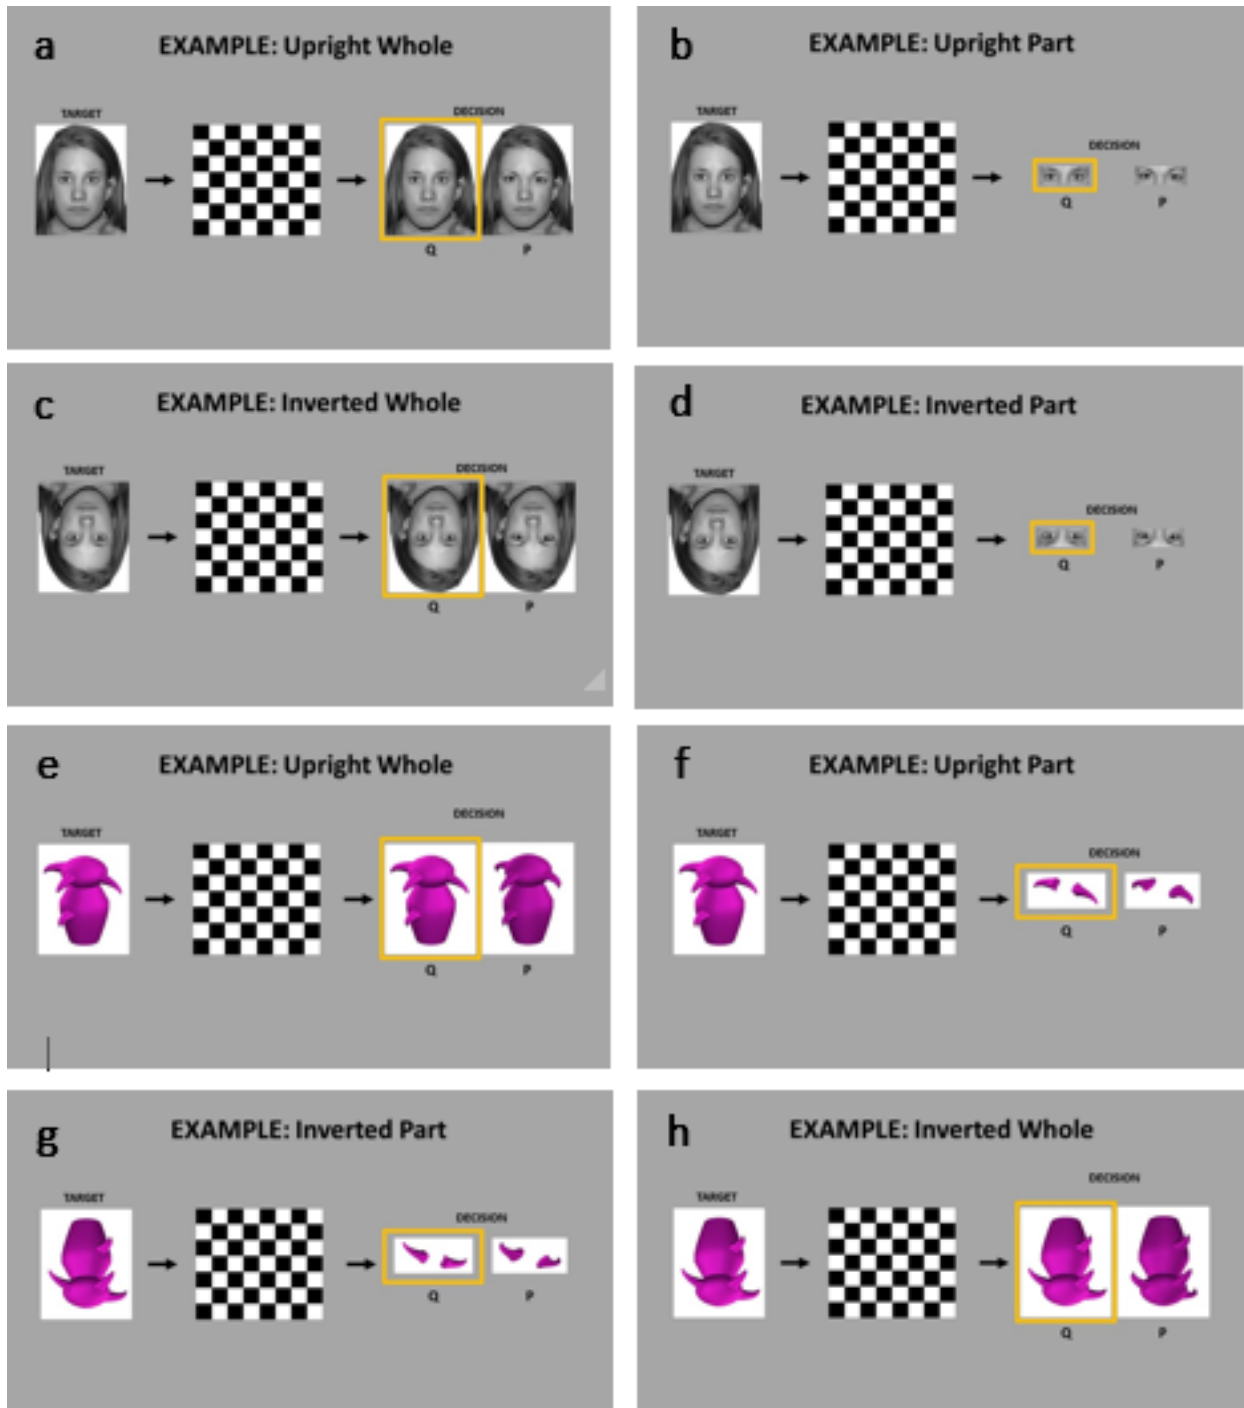 a
EXAMPLE: Upright Whole
TARGET
DECISION
Q
P
b
EXAMPLE: Upright Part
TARGET
DECISION
Q
P
c
EXAMPLE: Inverted Whole
TARGET
DECISION
Q
P
d
EXAMPLE: Inverted Part
TARGET
DECISION
Q
P
e
EXAMPLE: Upright Whole
TARGET
DECISION
Q
P
f
EXAMPLE: Upright Part
TARGET
DECISION
Q
P
g
EXAMPLE: Inverted Part
TARGET
DECISION
Q
P
h
EXAMPLE: Inverted Whole
TARGET
DECISION
Q
P